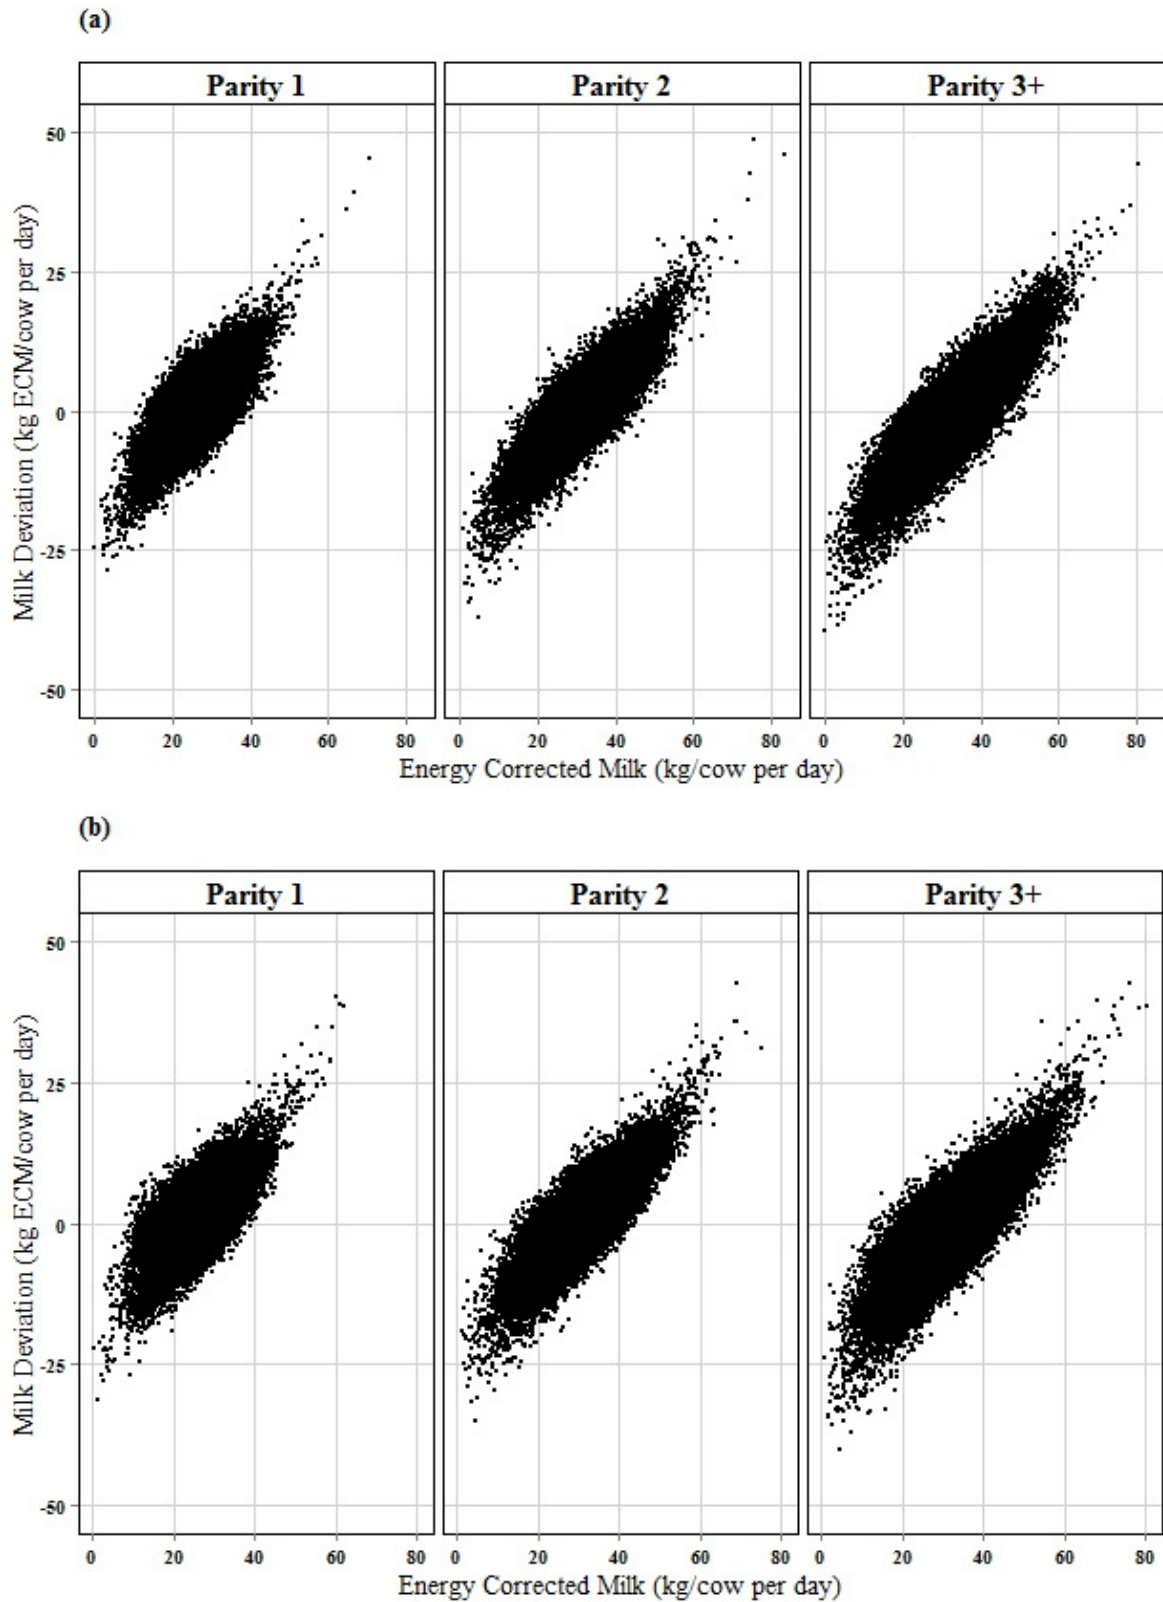 (a)
Parity 1 Parity 2 Parity 3+
50
25
0
-25
-50
Milk Deviation (kg ECM/cow per day)
0 20 40 60 80 0 20 40 60 80 0 20 40 60 80
Energy Corrected Milk (kg/cow per day)
(b)
Parity 1 Parity 2 Parity 3+
50
25
0
-25
-50
Milk Deviation (kg ECM/cow per day)
0 20 40 60 80 0 20 40 60 80 0 20 40 60 80
Energy Corrected Milk (kg/cow per day)